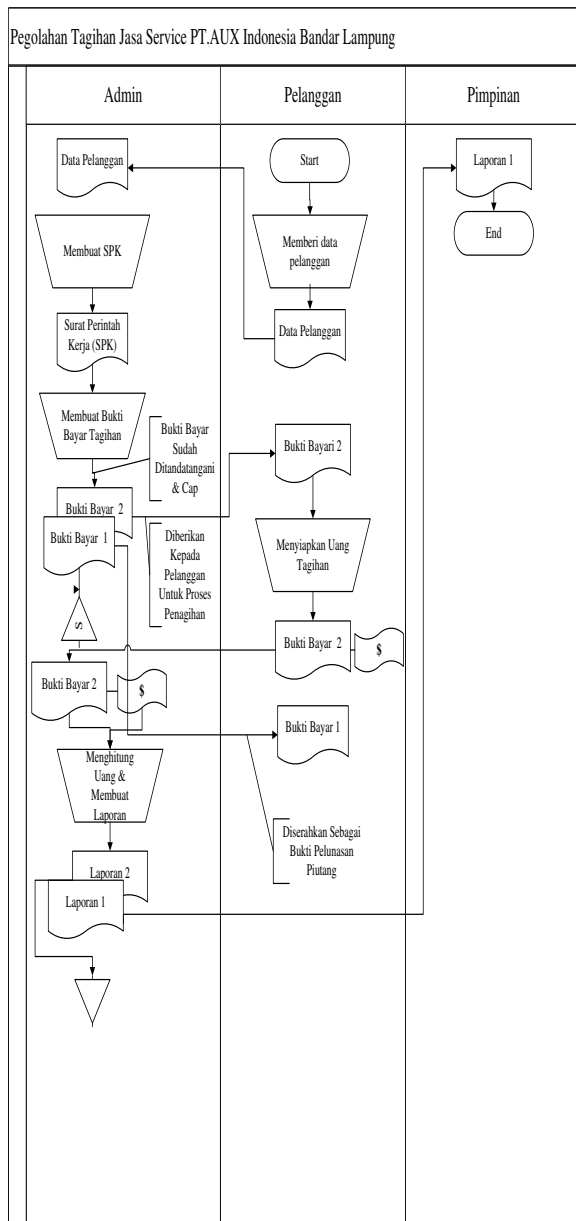 Pegolahan Tagihan Jasa Service PT.AUX Indonesia Bandar Lampung
Admin
Pelanggan
Pimpinan
Data Pelanggan
Start
Laporan 1
Membuat SPK
Memberi data
pelanggan
End
Surat Perintah
Kerja (SPK)
Data Pelanggan
Membuat Bukti
Bayar Tagihan
Bukti Bayar
Sudah
Ditandatangani
& Cap
Bukti Bayari 2
Bukti Bayar 2
Bukti Bayar 1
Diberikan
Kepada
Pelanggan
Untuk Proses
Penagihan
Menyiapkan Uang
Tagihan
S
Bukti Bayar 2
$
Bukti Bayar 2
$
Bukti Bayar 1
Menghitung
Uang &
Membuat
Laporan
Diserahkan Sebagai
Bukti Pelunasan
Piutang
Laporan 2
Laporan 1